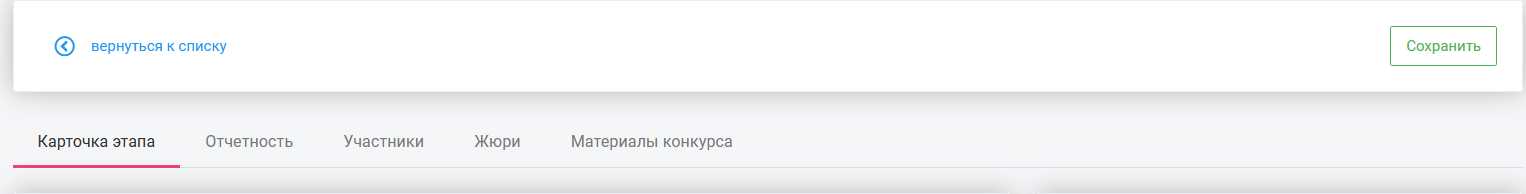 вернуться к списку
Сохранить
Карточка этапа
Отчетность
Участники
Жюри
Материалы конкурса